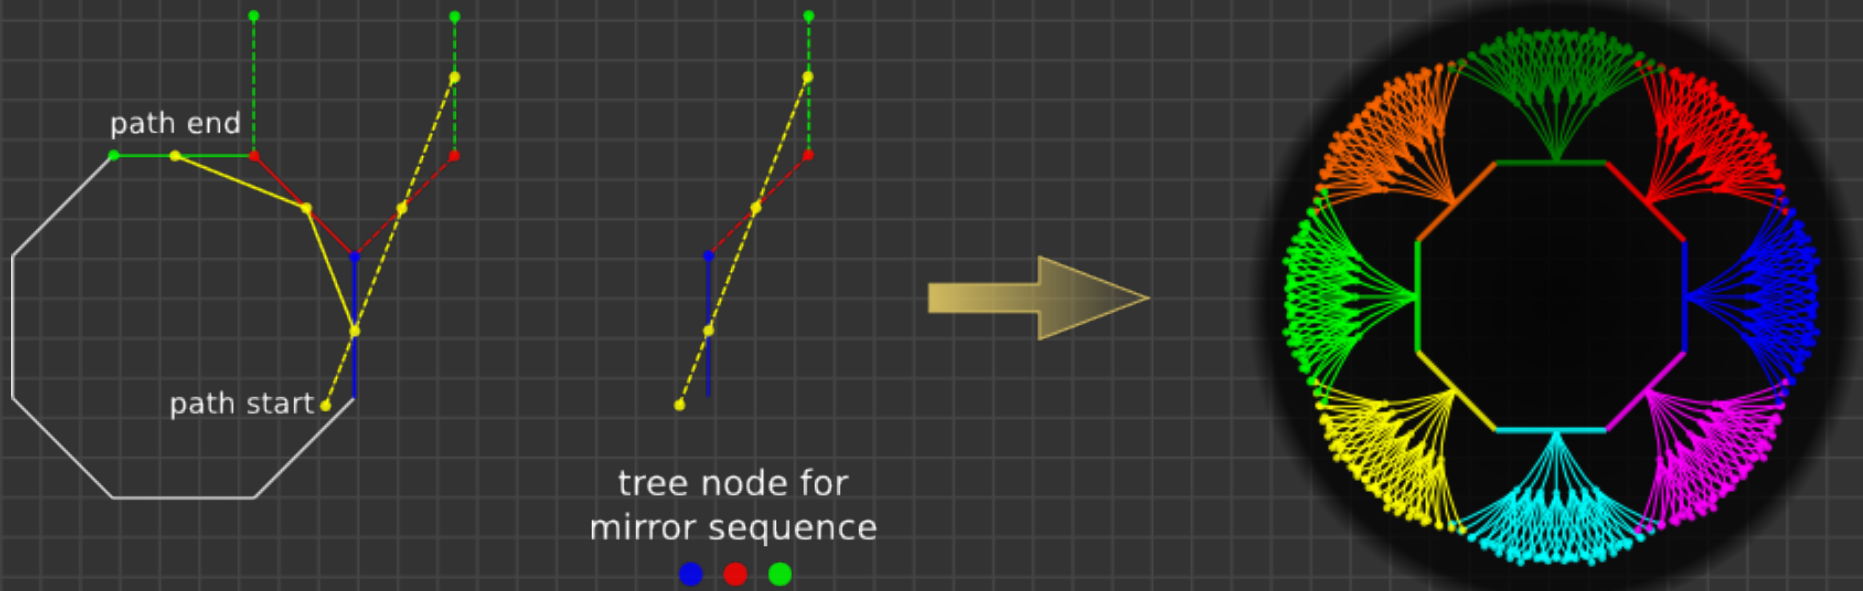 path end
path start
tree node for
mirror sequence